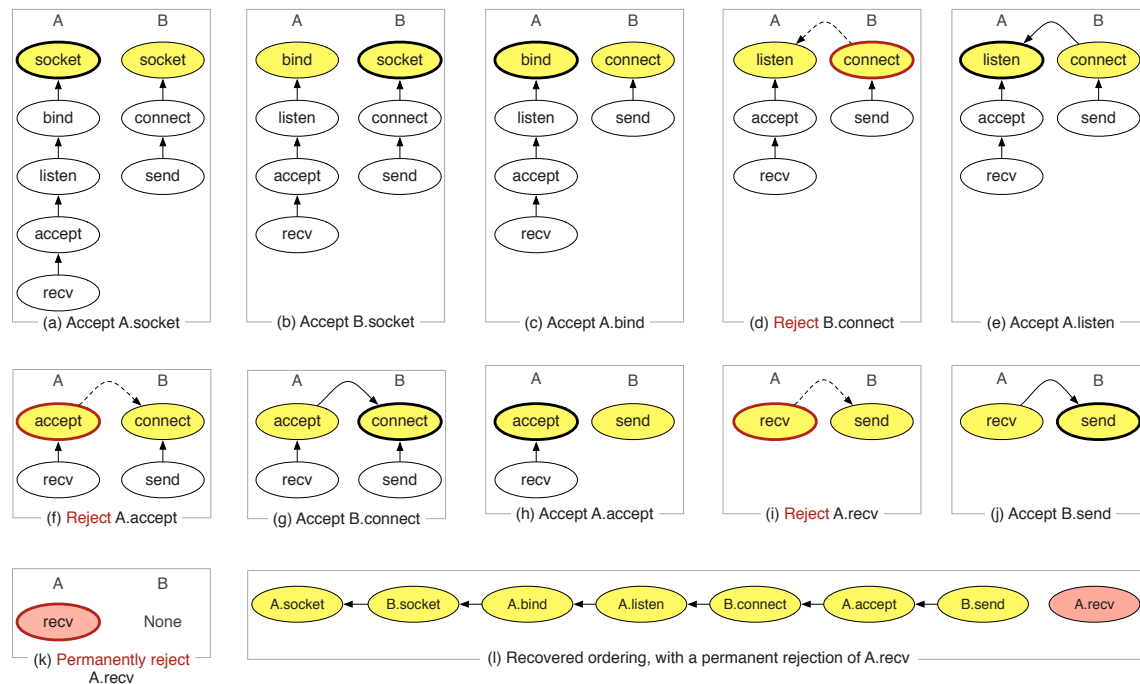 A B
socket socket
bind connect
listen send
accept
recv
(a) Accept A.socket
A B
bind socket
listen connect
accept send
recv
(b) Accept B.socket
A B
bind connect
listen send
accept
recv
(c) Accept A.bind
A B
listen connect
accept send
recv
(d) Reject B.connect
A B
listen connect
accept send
recv
(e) Accept A.listen
A B
accept connect
recv send
(f) Reject A.accept
A B
accept connect
recv send
(g) Accept B.connect
A B
accept send
recv
(h) Accept A.accept
A B
recv send
(i) Reject A.recv
A B
recv send
(j) Accept B.send
A B
recv None
(k) Permanently reject
A.recv
A.socket B.socket A.bind A.listen B.connect A.accept B.send A.recv
(l) Recovered ordering, with a permanent rejection of A.recv